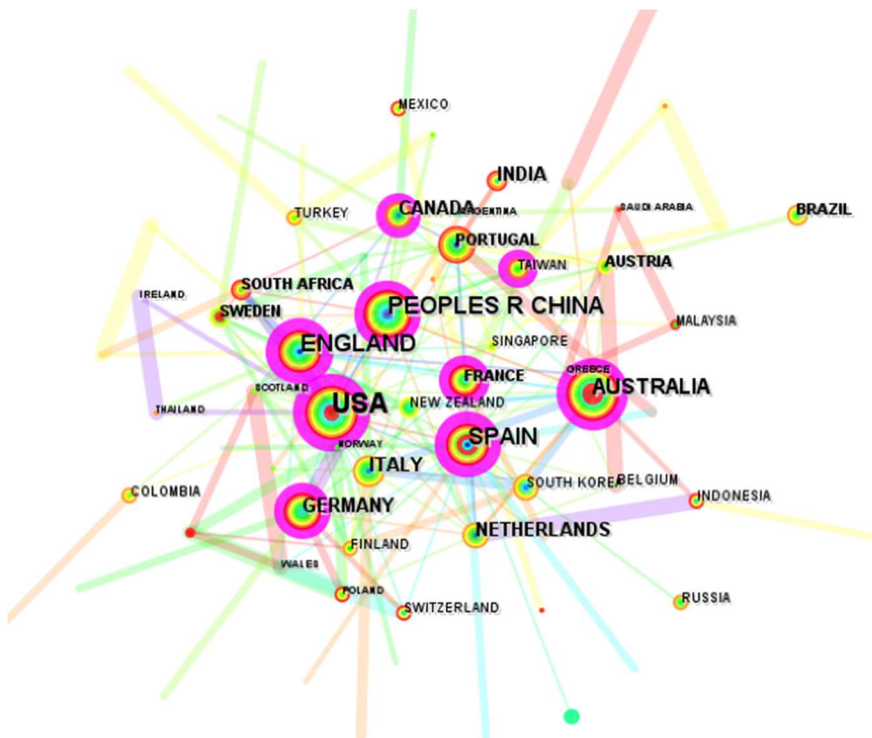 MEXICO
INDIA
CANADA
ARGENTINA
SAUDI ARABIA
TURKEY
BRAZIL
PORTUGAL
TAIWAN
AUSTRIA
SOUTH AFRICA
IRELAND
PEOPLES R CHINA
SWEDEN
MALAYSIA
ENGLAND
SINGAPORE
FRANCE
GREECE
SCOTLAND
AUSTRALIA
USA
NEW ZEALAND
THAILAND
SPAIN
NORWAY
ITALY
SOUTH KOREA
BELGIUM
COLOMBIA
INDONESIA
GERMANY
NETHERLANDS
FINLAND
WALES
POLAND
RUSSIA
SWITZERLAND